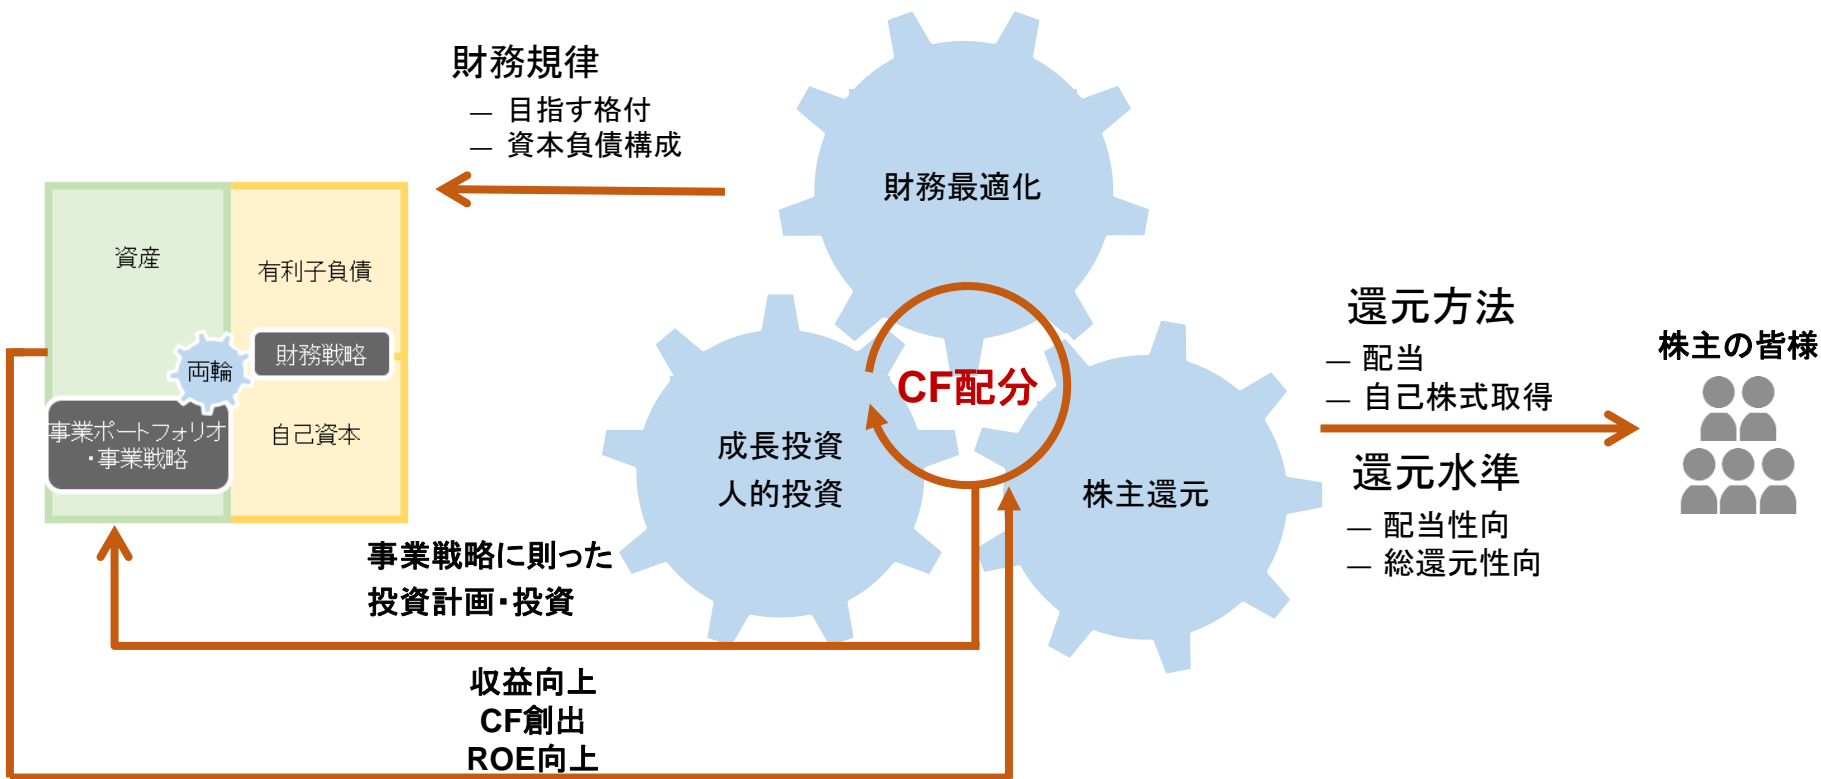 財務規律
― 目指す格付
― 資本負債構成
財務最適化
資産
有利子負債
両輪
財務戦略
事業ポートフォリオ
・事業戦略
自己資本
CF配分
成長投資
人的投資
株主還元
還元方法
― 配当
― 自己株式取得
還元水準
― 配当性向
― 総還元性向
株主の皆様
事業戦略に則った
投資計画・投資
収益向上
CF創出
ROE向上